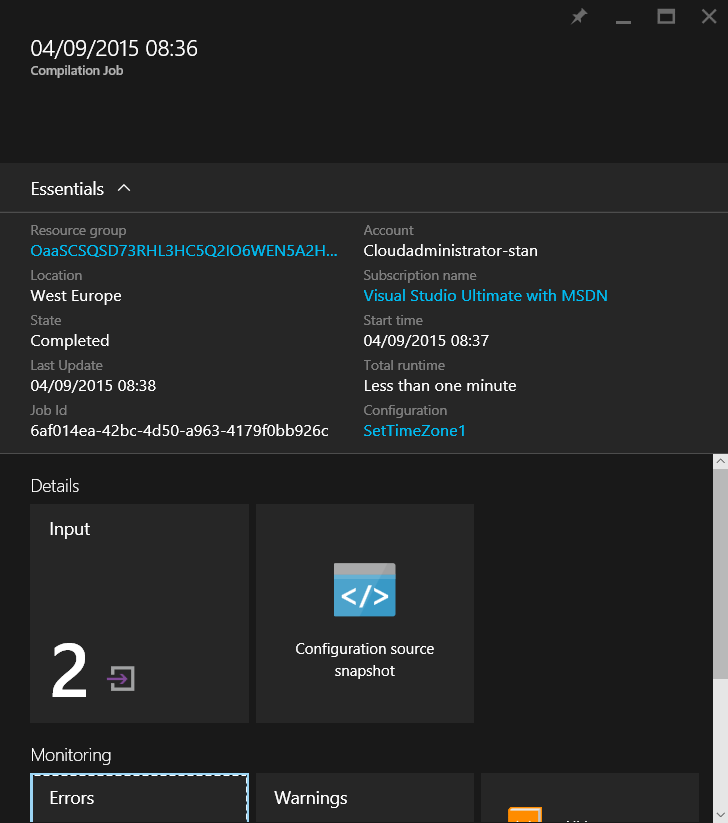 04/09/2015 08:36
Compilation Job
Essentials
Resource group
OaaSCSQSD73RHL3HC5Q2IO6WEN5A2H...
Account
Cloudadministrator-stan
Location
West Europe
Subscription name
Visual Studio Ultimate with MSDN
State
Completed
Start time
04/09/2015 08:37
Last Update
04/09/2015 08:38
Total runtime
Less than one minute
Job Id
6af014ea-42bc-4d50-a963-4179f0bb926c
Configuration
SetTimeZone1
Details
Input
2
</>
Configuration source
snapshot
Monitoring
Errors
Warnings